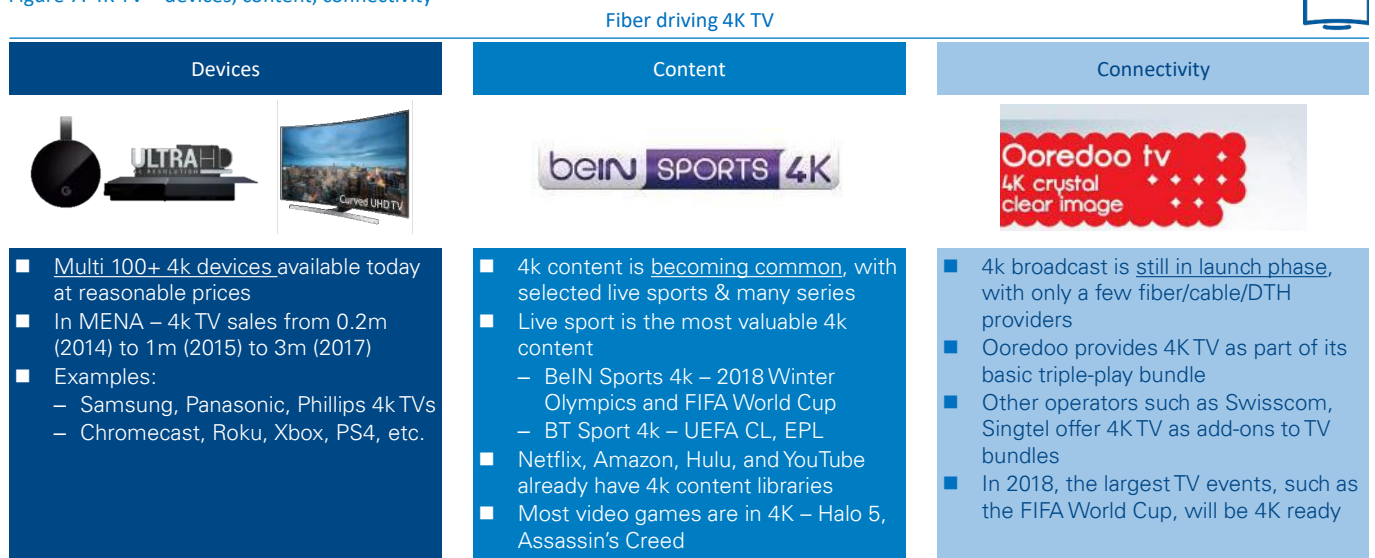 Figure 7: 4K TV – devices, content, connectivity
Fiber driving 4K TV
Devices
ULTRA HD
Curved UHD TV
Multi 100+ 4k devices available today
at reasonable prices
In MENA – 4k TV sales from 0.2m
(2014) to 1m (2015) to 3m (2017)
Examples:
– Samsung, Panasonic, Phillips 4k TVs
– Chromecast, Roku, Xbox, PS4, etc.
Content
beIN SPORTS 4K
4k content is becoming common, with
selected live sports & many series
Live sport is the most valuable 4k
content
– BeIN Sports 4k – 2018 Winter
Olympics and FIFA World Cup
– BT Sport 4k – UEFA CL, EPL
Netflix, Amazon, Hulu, and YouTube
already have 4k content libraries
Most video games are in 4K – Halo 5,
Assassin's Creed
Connectivity
Ooredoo tv
4K crystal
clear image
4k broadcast is still in launch phase,
with only a few fiber/cable/DTH
providers
Ooredoo provides 4K TV as part of its
basic triple-play bundle
Other operators such as Swisscom,
Singtel offer 4K TV as add-ons to TV
bundles
In 2018, the largest TV events, such as
the FIFA World Cup, will be 4K ready